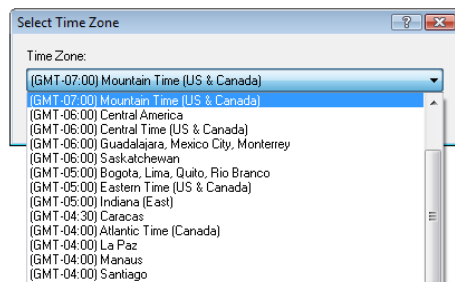 Select Time Zone
?
Time Zone:
(GMT-07:00) Mountain Time (US & Canada)
(GMT-07:00) Mountain Time (US & Canada)
(GMT-06:00) Central America
(GMT-06:00) Central Time (US & Canada)
(GMT-06:00) Guadalajara, Mexico City, Monterrey
(GMT-06:00) Saskatchewan
(GMT-05:00) Bogota, Lima, Quito, Rio Branco
(GMT-05:00) Eastern Time (US & Canada)
(GMT-05:00) Indiana (East)
(GMT-04:30) Caracas
(GMT-04:00) Atlantic Time (Canada)
(GMT-04:00) La Paz
(GMT-04:00) Manaus
(GMT-04:00) Santiago